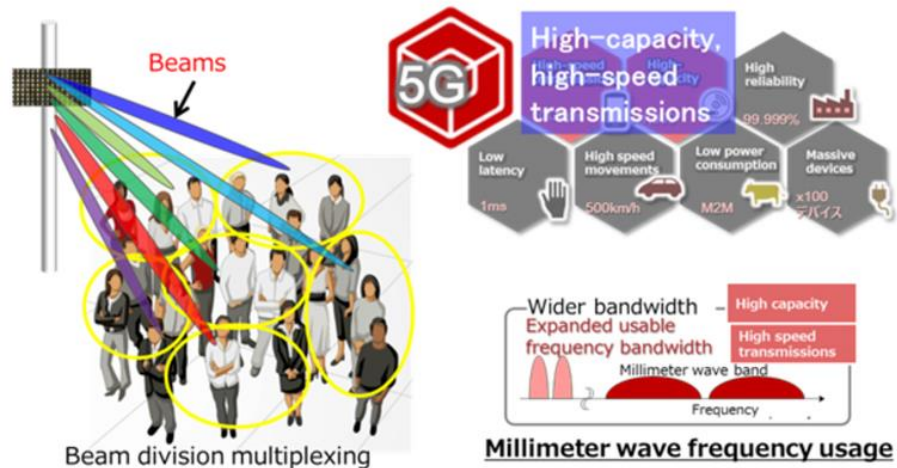 Beams
5G
High-capacity,
high-speed
transmissions
High
reliability
99.999%
Low
latency
1ms
High speed
movements
500km/h
Low power
consumption
M2M
Massive
devices
x100
デバイス
Wider bandwidth
High capacity
Expanded usable
frequency bandwidth
High speed
transmissions
Millimeter wave band
Frequency
Beam division multiplexing
Millimeter wave frequency usage